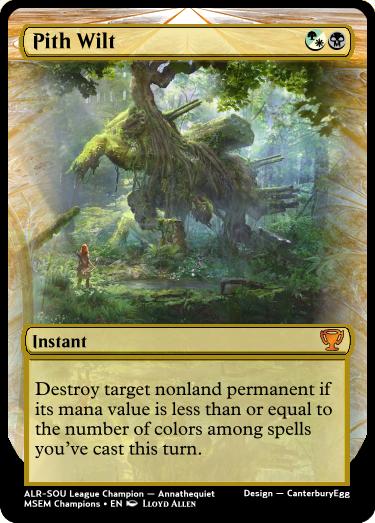 Pith Wilt
Instant
Destroy target nonland permanent if
its mana value is less than or equal to
the number of colors among spells
you've cast this turn.
ALR-SOU League Champion — Annathequiet
Design — CanterburyEgg
MSEM Champions • EN Lloyd Allen